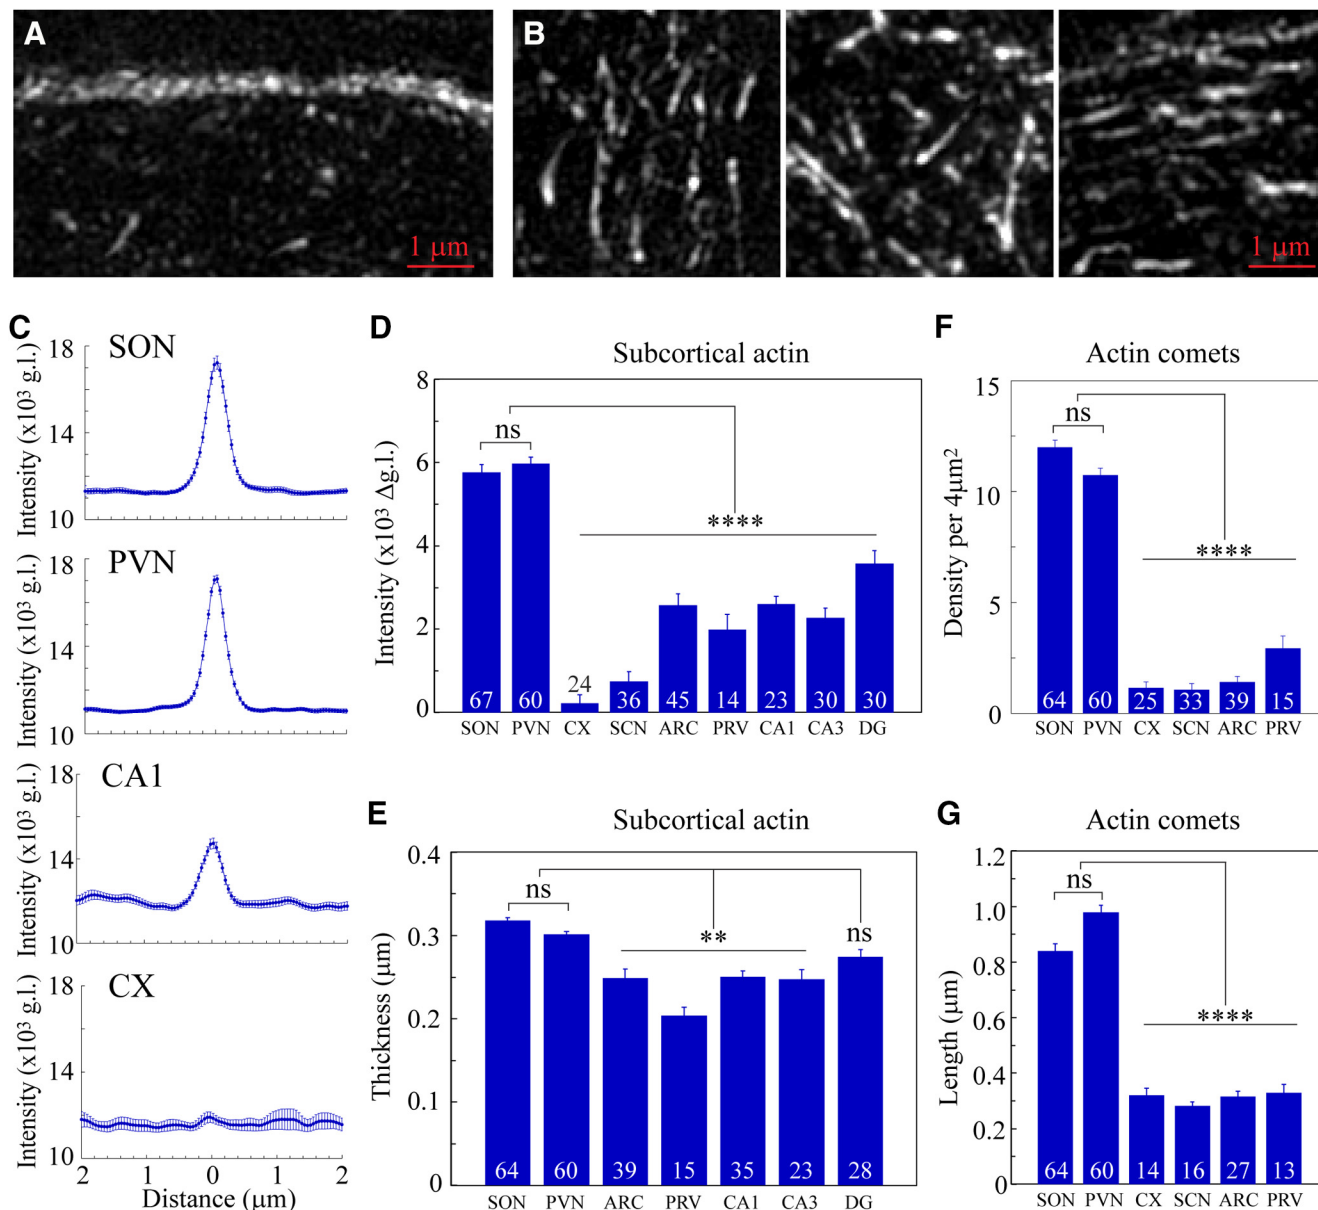 A
1 μm
B
1 μm
C
SON
Intensity (x10³ g.l.)
18
14
10
PVN
Intensity (x10³ g.l.)
18
14
10
CA1
Intensity (x10³ g.l.)
18
14
10
CX
Intensity (x10³ g.l.)
18
14
10
2 1 0 1 2
Distance (μm)
D
Subcortical actin
Intensity (x10³ Δg.l.)
8
6
4
2
0
ns
****
67 60 24 36 45 14 23 30 30
SON PVN CX SCN ARC PRV CA1 CA3 DG
E
Subcortical actin
Thickness (μm)
0.4
0.3
0.2
0.1
0
ns
**
ns
64 60 39 15 35 23 28
SON PVN ARC PRV CA1 CA3 DG
F
Actin comets
Density per 4μm²
15
10
5
0
ns
****
64 60 25 33 39 15
SON PVN CX SCN ARC PRV
G
Actin comets
Length (μm)
1.2
1.0
0.8
0.6
0.4
0.2
0
ns
****
64 60 14 16 27 13
SON PVN CX SCN ARC PRV